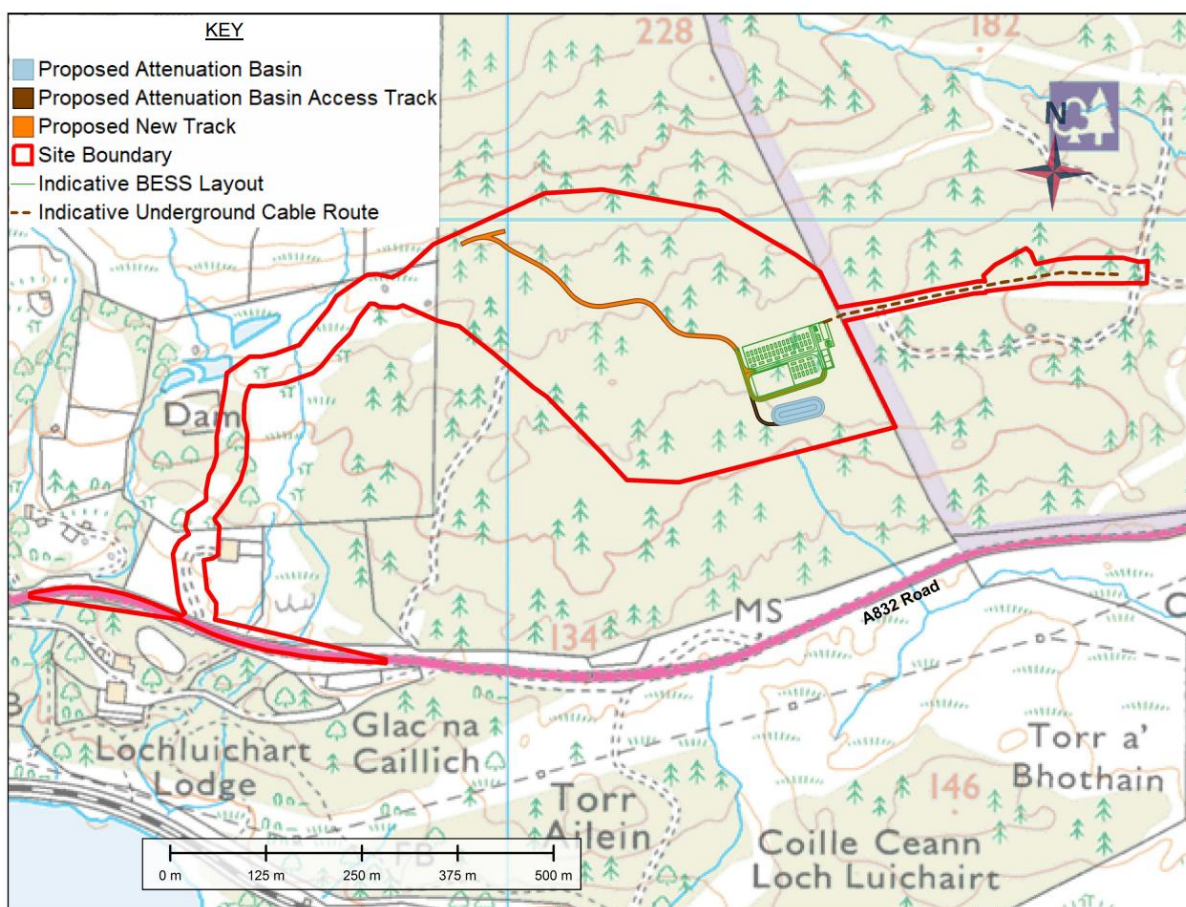 KEY
Proposed Attenuation Basin
Proposed Attenuation Basin Access Track
Proposed New Track
Site Boundary
Indicative BESS Layout
Indicative Underground Cable Route
228
182
N
Dam
MS
A832 Road
134
C
B
Glac na
Caillich
Lochluichart
Lodge
Torr a'
Bhothain
146
Torr
Ailein
Coille Ceann
Loch Luichairt
FB
0 m
125 m
250 m
375 m
500 m